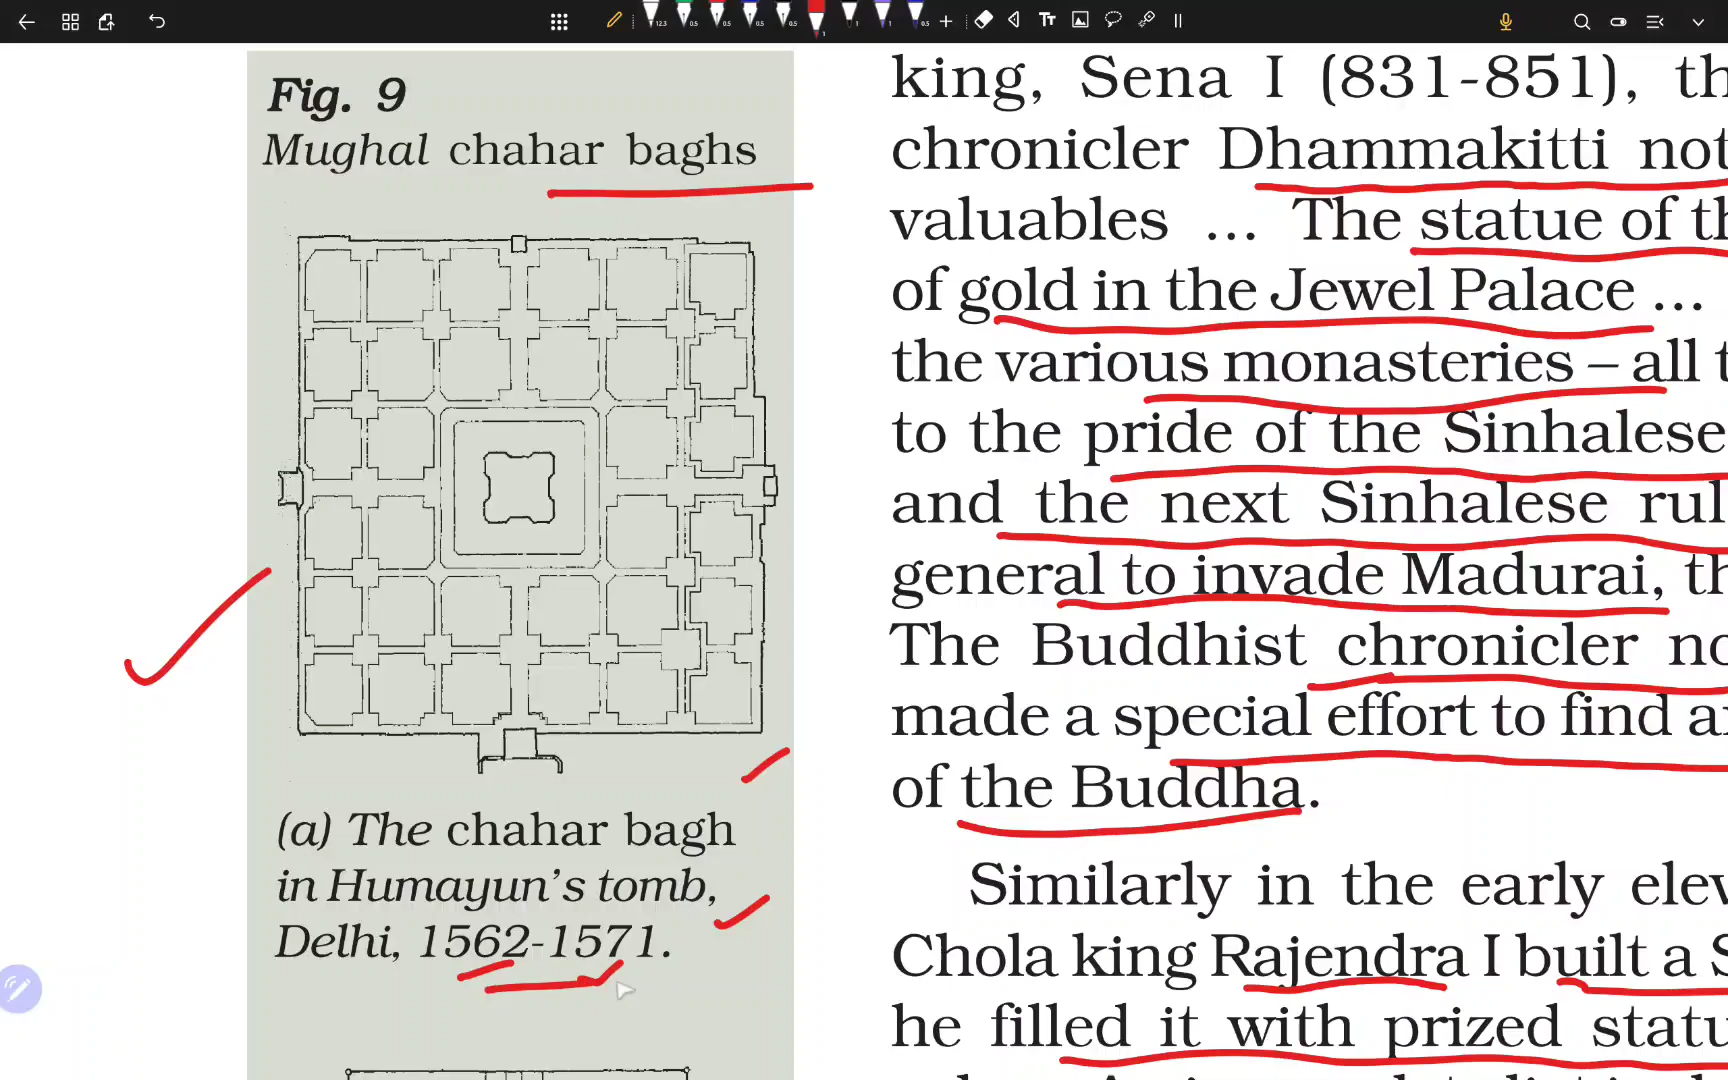 Fig. 9
Mughal chahar baghs
(a) The chahar bagh
in Humayun's tomb,
Delhi, 1562-1571.
king, Sena I (831-851), th
chronicler Dhammakitti not
valuables ... The statue of th
of gold in the Jewel Palace ...
the various monasteries – all t
to the pride of the Sinhalese
and the next Sinhalese rul
general to invade Madurai, th
The Buddhist chronicler no
made a special effort to find a
of the Buddha.
Similarly in the early elev
Chola king Rajendra I built a S
he filled it with prized statu